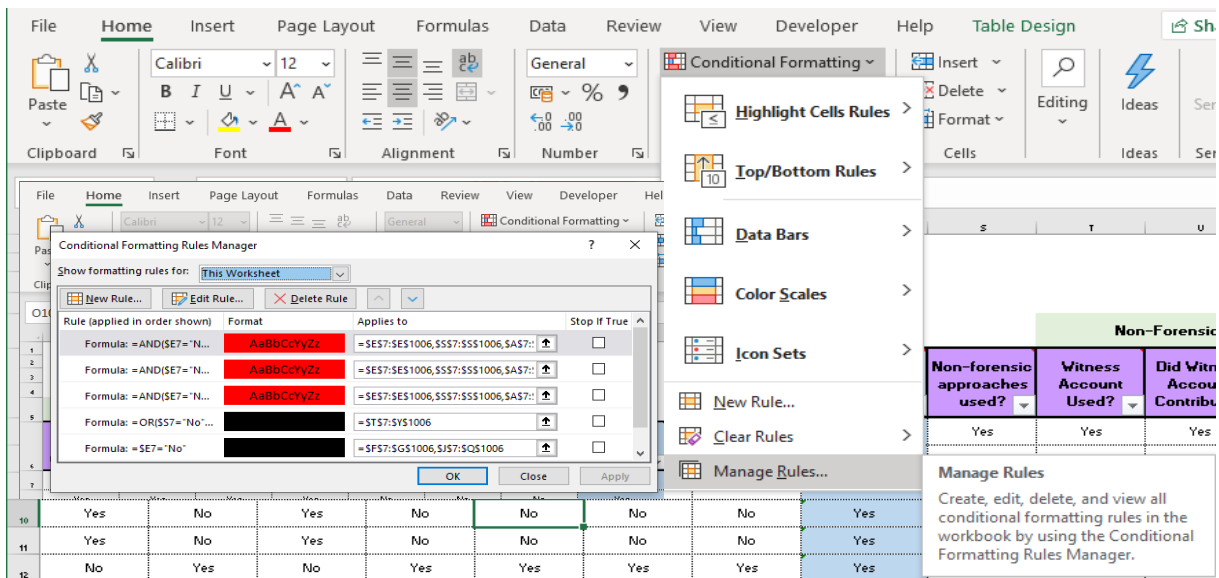 File Home Insert Page Layout Formulas Data Review View Developer Help Table Design
Calibri 12 ab General Conditional Formatting Insert
Paste B I U A A % Delete Editing Ideas
A .00 Format
Clipboard Font Alignment Number Cells Ideas
Highlight Cells Rules
Top/Bottom Rules
10
Data Bars
Color Scales
Icon Sets
New Rule...
Clear Rules
Manage Rules...
Manage Rules
Create, edit, delete, and view all
conditional formatting rules in the
workbook by using the Conditional
Formatting Rules Manager.
File Home Insert Page Layout Formulas Data Review View Developer
Calibri 12 ab General Conditional Formatting
Conditional Formatting Rules Manager ? X
Show formatting rules for: This Worksheet
New Rule... Edit Rule... Delete Rule
Rule (applied in order shown) Format Applies to Stop If True
Formula: =AND($E7="N... AaBbCcYyZz =$E$7:$E$1006,$S$7:$S$1006,$A$7:
Formula: =AND($E7="N... AaBbCcYyZz =$E$7:$E$1006,$S$7:$S$1006,$A$7:
Formula: =AND($E7="N... AaBbCcYyZz =$E$7:$E$1006,$S$7:$S$1006,$A$7:
Formula: =OR($S7="No"... =$T$7:$Y$1006
Formula: =$E7="No" =$F$7:$G$1006,$J$7:$Q$1006
OK Close Apply
S T U
Non-forensic
approaches
used?
Witness
Account
Used?
Yes Yes Yes
10 Yes No Yes No No No No Yes
11 Yes No Yes No No No No Yes
12 No Yes No Yes Yes Yes Yes Yes